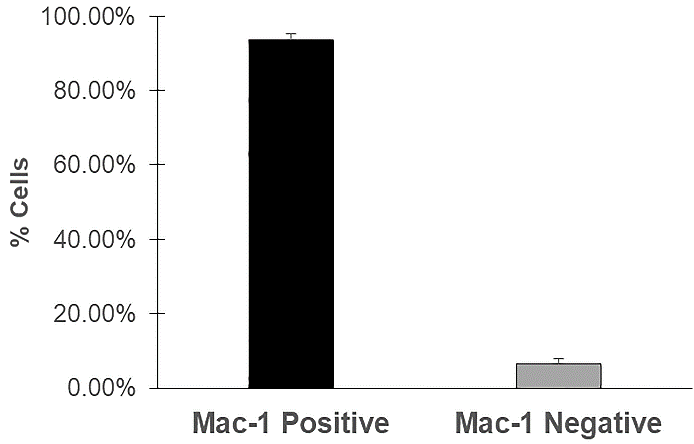 100.00%
80.00%
60.00%
40.00%
20.00%
0.00%
% Cells
Mac-1 Positive
Mac-1 Negative